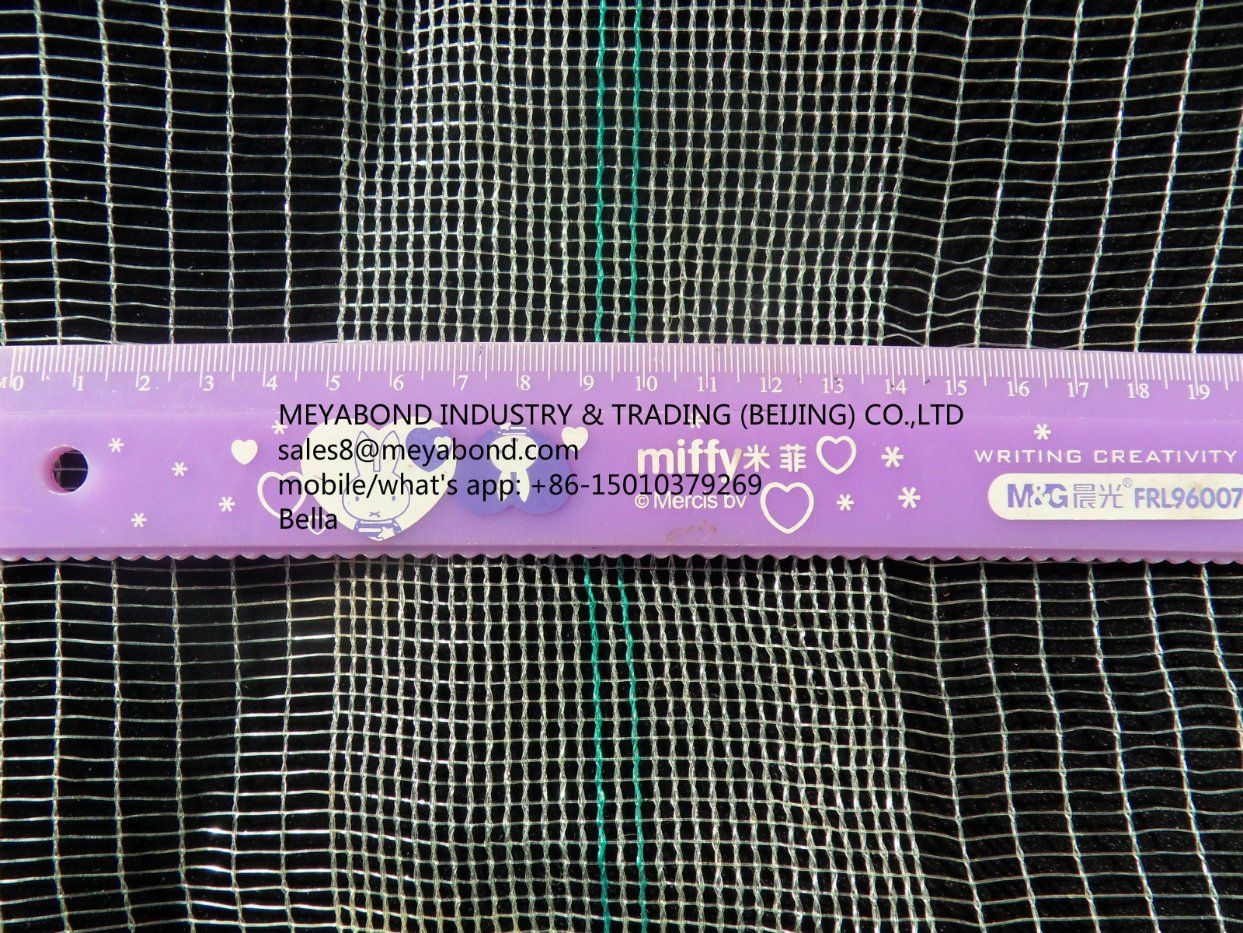 0 1 2 3 4 5 6 7 8 9 10 11 12 13 14 15 16 17 18 19
MEYABOND INDUSTRY & TRADING (BEIJING) CO.,LTD
sales8@meyabond.com
mobile/what's app: +86-15010379269
Bella
miffy米菲
© Mercis bv
WRITING CREATIVITY
M&G晨光® FRL96007